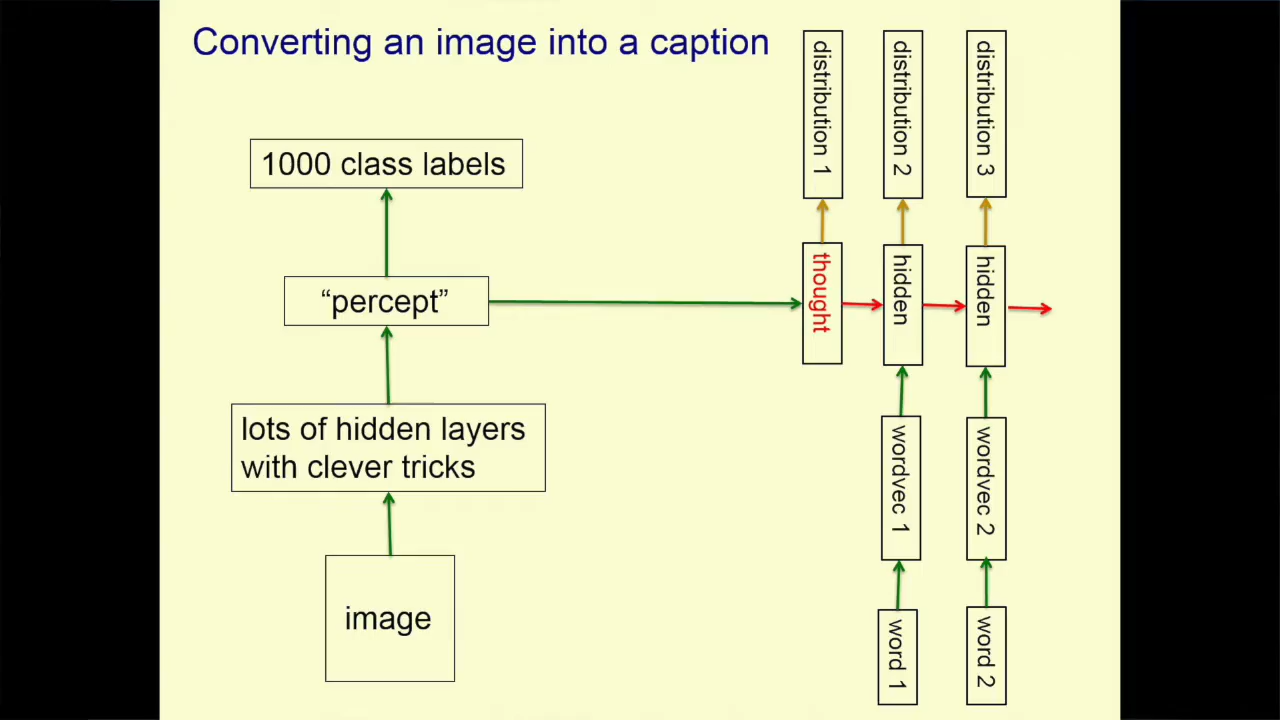 Converting an image into a caption
1000 class labels
“percept”
lots of hidden layers
with clever tricks
image
distribution 1
distribution 2
distribution 3
thought
hidden
hidden
wordvec 1
wordvec 2
word 1
word 2